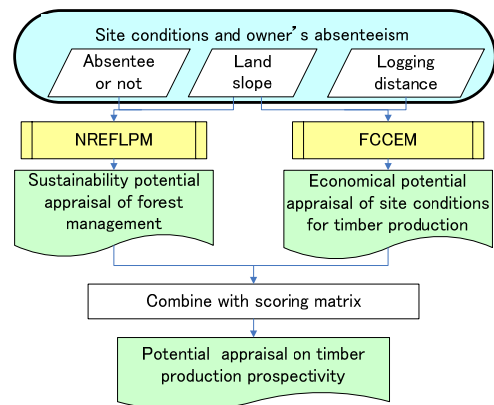 Site conditions and owner's absenteeism
Absentee
or not
Land
slope
Logging
distance
NREFLPM
FCCEM
Sustainability potential
appraisal of forest
management
Economical potential
appraisal of site conditions
for timber production
Combine with scoring matrix
Potential appraisal on timber
production prospectivity